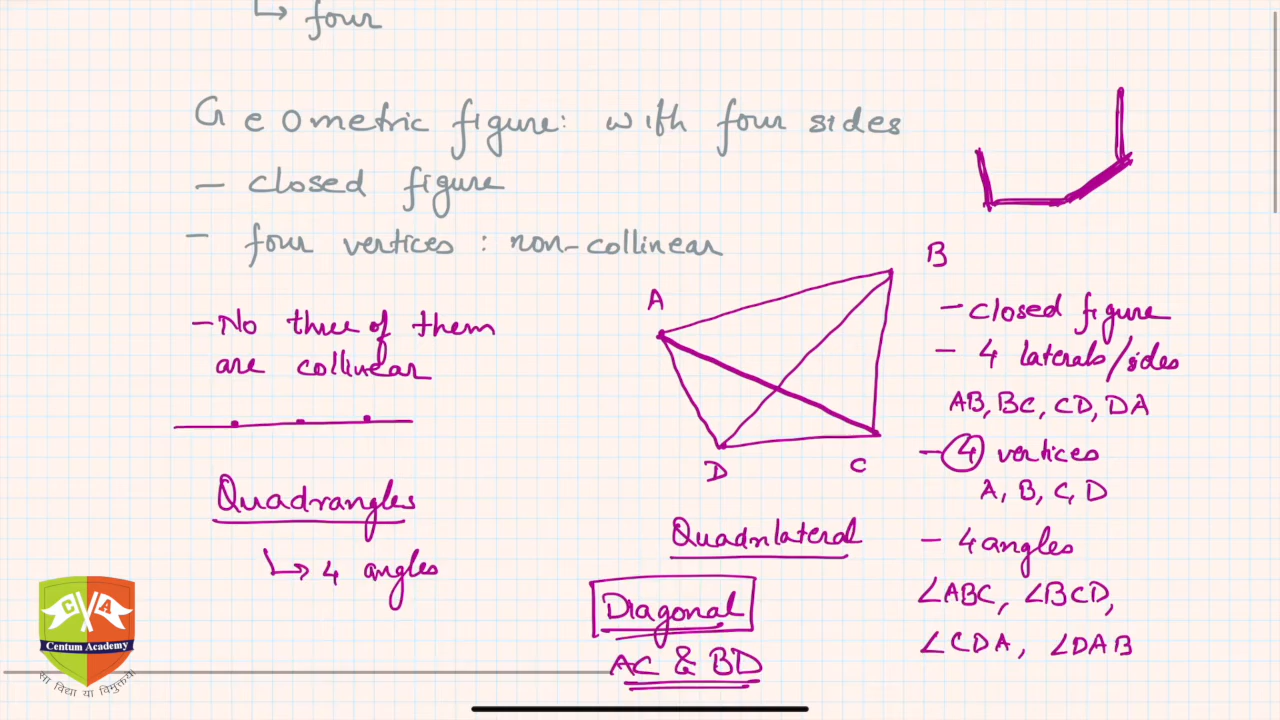 ↳ four
Geometric figure: with four sides
- closed figure
- four vertices : non-collinear
- No three of them
are collinear
Quadrangles
↳ 4 angles
A
B
D
C
Quadrilateral
Diagonal
AC & BD
- closed figure
- 4 laterals/sides
AB, BC, CD, DA
- 4 vertices
A, B, C, D
- 4 angles
∠ABC, ∠BCD,
∠CDA, ∠DAB
C A
Centum Academy
सा विद्या या विमुक्तये